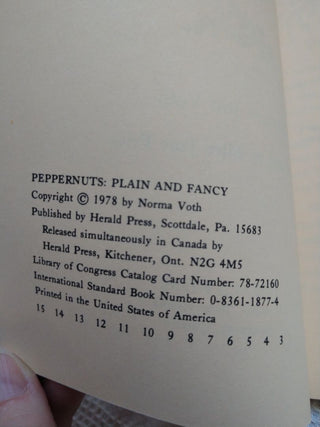 PEPPERNUTS: PLAIN AND FANCY
Copyright © 1978 by Norma Voth
Published by Herald Press, Scottdale, Pa. 15683
Released simultaneously in Canada by
Herald Press, Kitchener, Ont. N2G 4M5
Library of Congress Catalog Card Number: 78-72160
International Standard Book Number: 0-8361-1877-4
Printed in the United States of America
15 14 13 12 11 10 9 8 7 6 5 4 3